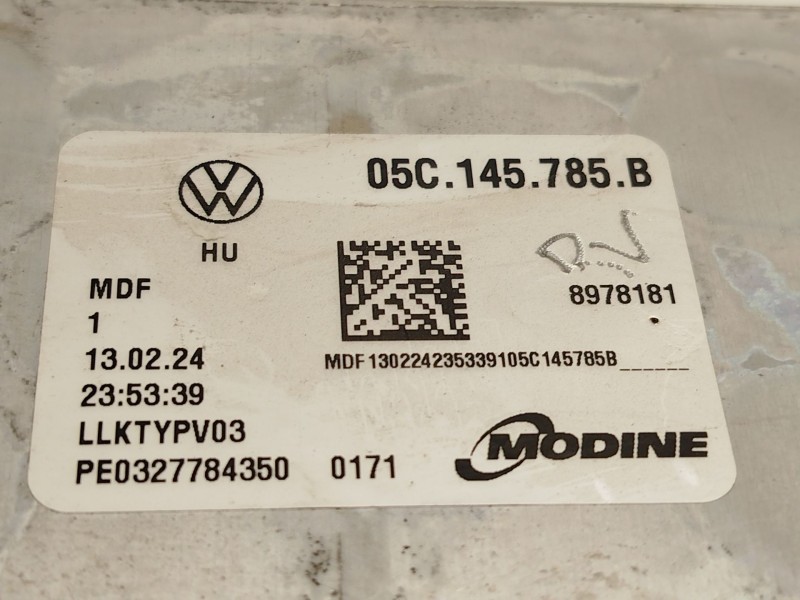 05C.145.785.B
HU
MDF
8978181
1
13.02.24
MDF130224235339105C145785B______
23:53:39
LLKTYPV03
MODINE
PE0327784350 0171